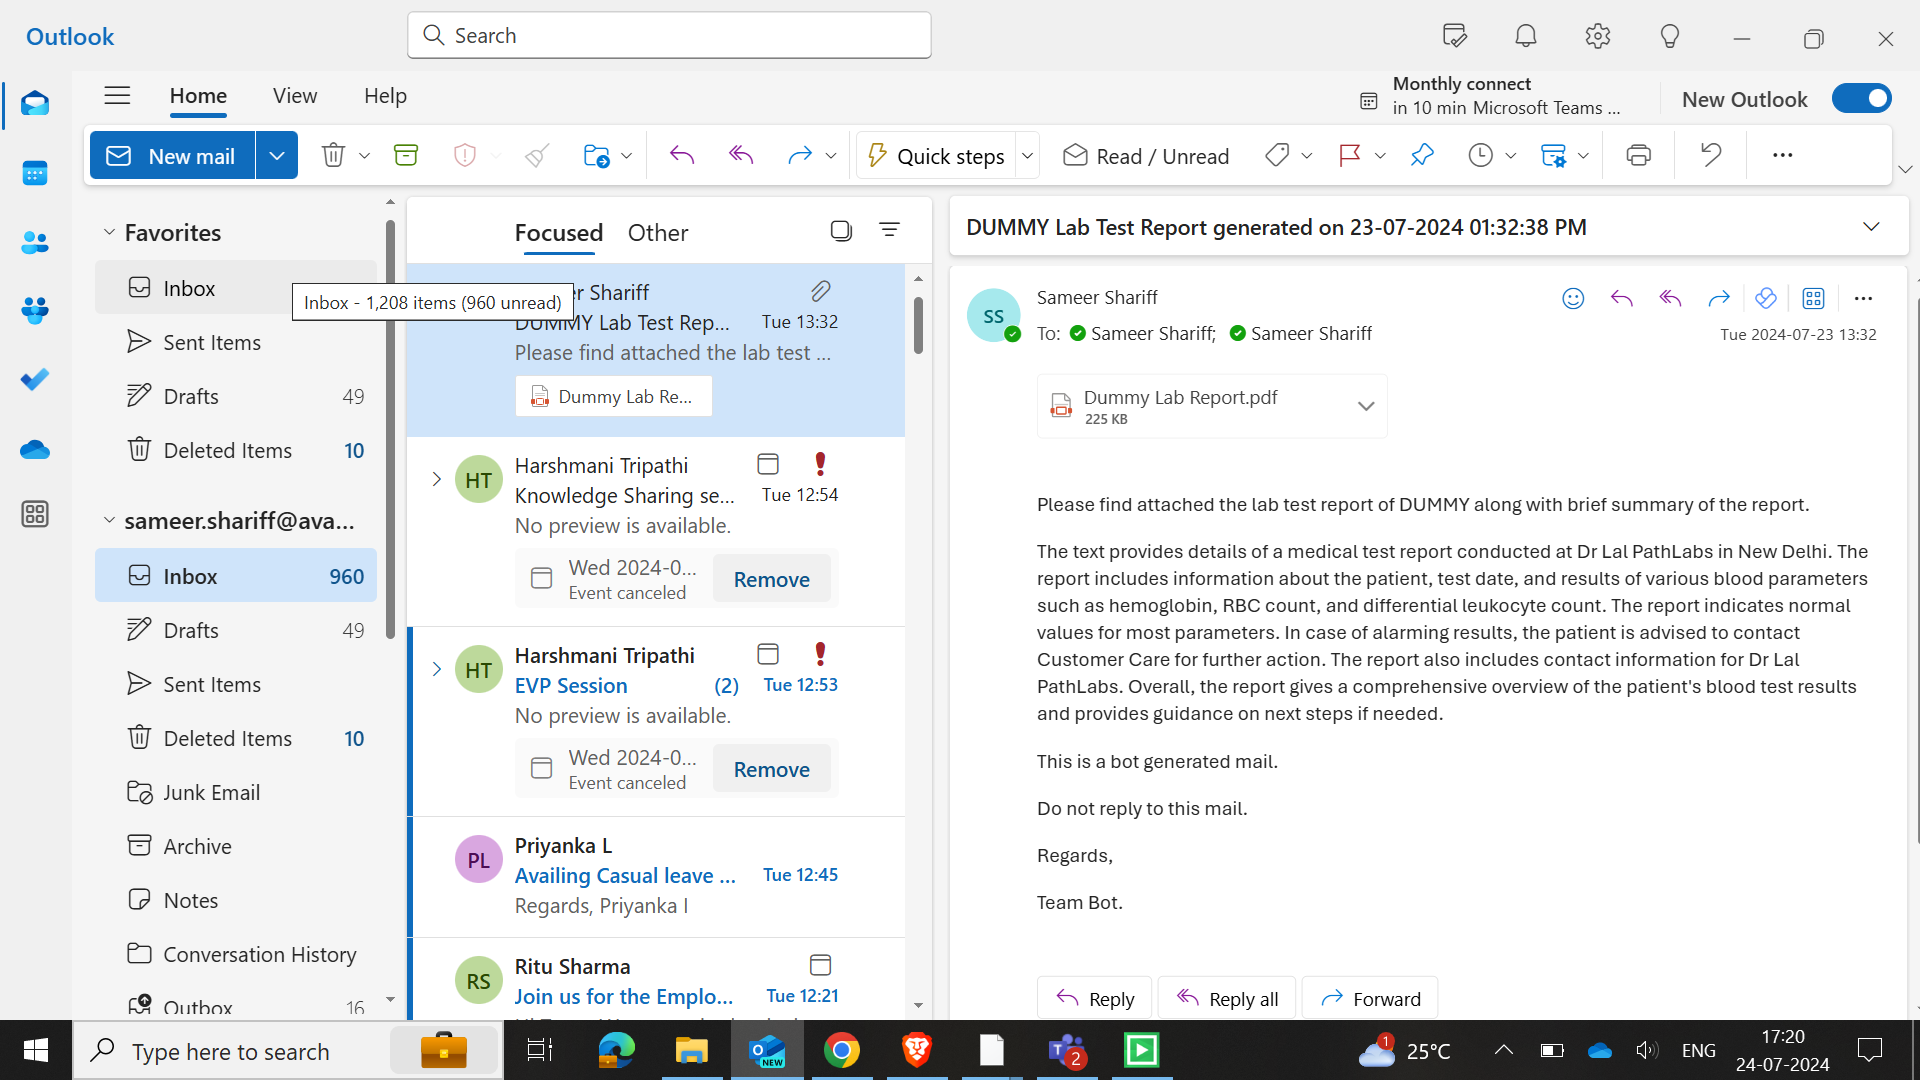 Outlook
Search
Home
View
Help
Monthly connect
in 10 min Microsoft Teams ...
New Outlook
New mail
Quick steps
Read / Unread
Favorites
Inbox
Inbox - 1,208 items (960 unread)
Sent Items
Drafts 49
Deleted Items 10
sameer.shariff@ava...
Inbox 960
Drafts 49
Sent Items
Deleted Items 10
Junk Email
Archive
Notes
Conversation History
Outbox 16
Focused Other
er Shariff
DUMMY Lab Test Rep... Tue 13:32
Please find attached the lab test ...
Dummy Lab Re...
HT
Harshmani Tripathi
Knowledge Sharing se... Tue 12:54
No preview is available.
Wed 2024-0...
Event canceled
Remove
HT
Harshmani Tripathi
EVP Session (2) Tue 12:53
No preview is available.
Wed 2024-0...
Event canceled
Remove
PL
Priyanka L
Availing Casual leave ... Tue 12:45
Regards, Priyanka l
RS
Ritu Sharma
Join us for the Emplo... Tue 12:21
DUMMY Lab Test Report generated on 23-07-2024 01:32:38 PM
SS
Sameer Shariff
To: Sameer Shariff; Sameer Shariff
Tue 2024-07-23 13:32
Dummy Lab Report.pdf
225 KB
Please find attached the lab test report of DUMMY along with brief summary of the report.
The text provides details of a medical test report conducted at Dr Lal PathLabs in New Delhi. The
report includes information about the patient, test date, and results of various blood parameters
such as hemoglobin, RBC count, and differential leukocyte count. The report indicates normal
values for most parameters. In case of alarming results, the patient is advised to contact
Customer Care for further action. The report also includes contact information for Dr Lal
PathLabs. Overall, the report gives a comprehensive overview of the patient's blood test results
and provides guidance on next steps if needed.
This is a bot generated mail.
Do not reply to this mail.
Regards,
Team Bot.
Reply
Reply all
Forward
Type here to search
NEW
2
1
25°C
ENG
17:20
24-07-2024